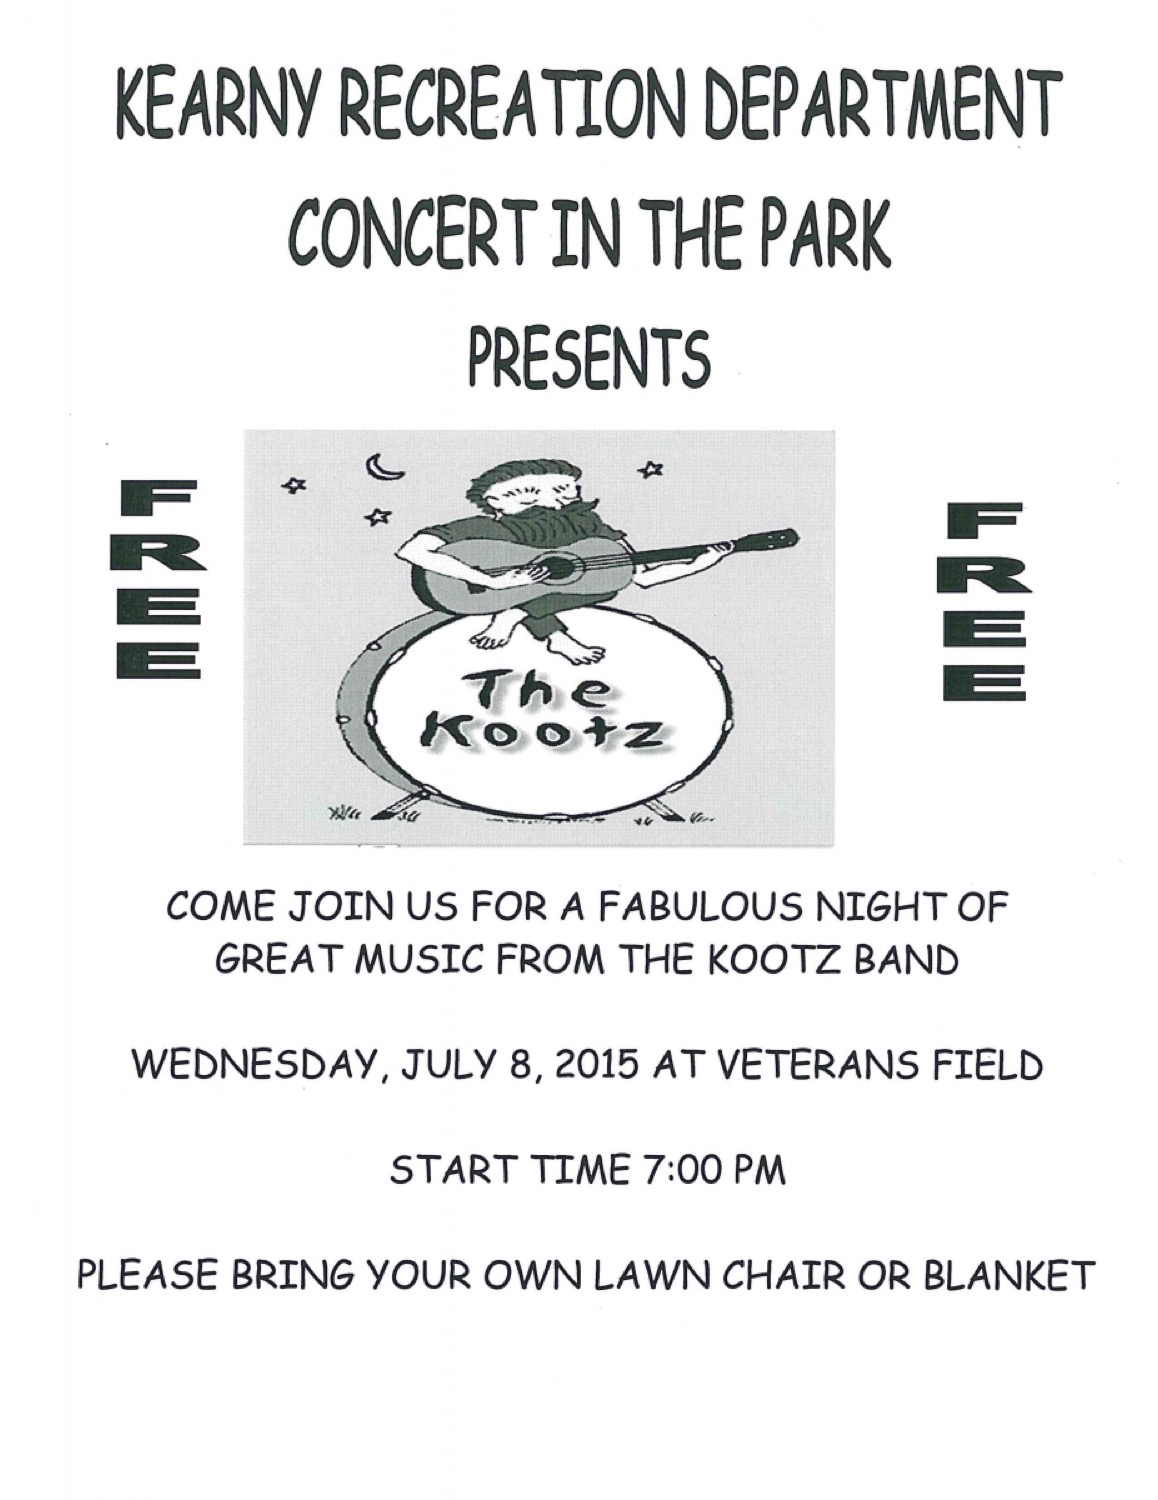 KEARNY RECREATION DEPARTMENT
CONCERT IN THE PARK
PRESENTS
FREE
The
Kootz
FREE
COME JOIN US FOR A FABULOUS NIGHT OF
GREAT MUSIC FROM THE KOOTZ BAND
WEDNESDAY, JULY 8, 2015 AT VETERANS FIELD
START TIME 7:00 PM
PLEASE BRING YOUR OWN LAWN CHAIR OR BLANKET